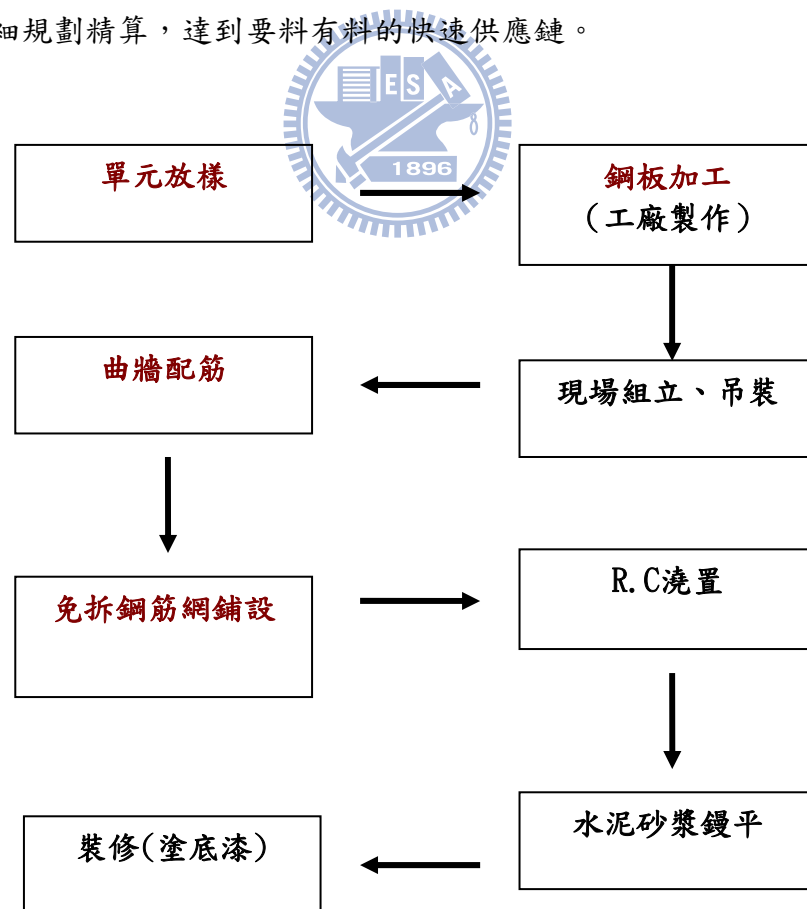 細規劃精算，達到要料有料的快速供應鏈。
ESA
1896
單元放樣
鋼板加工
(工廠製作)
現場組立、吊裝
曲牆配筋
免拆鋼筋網鋪設
R.C澆置
水泥砂漿鏝平
裝修(塗底漆)